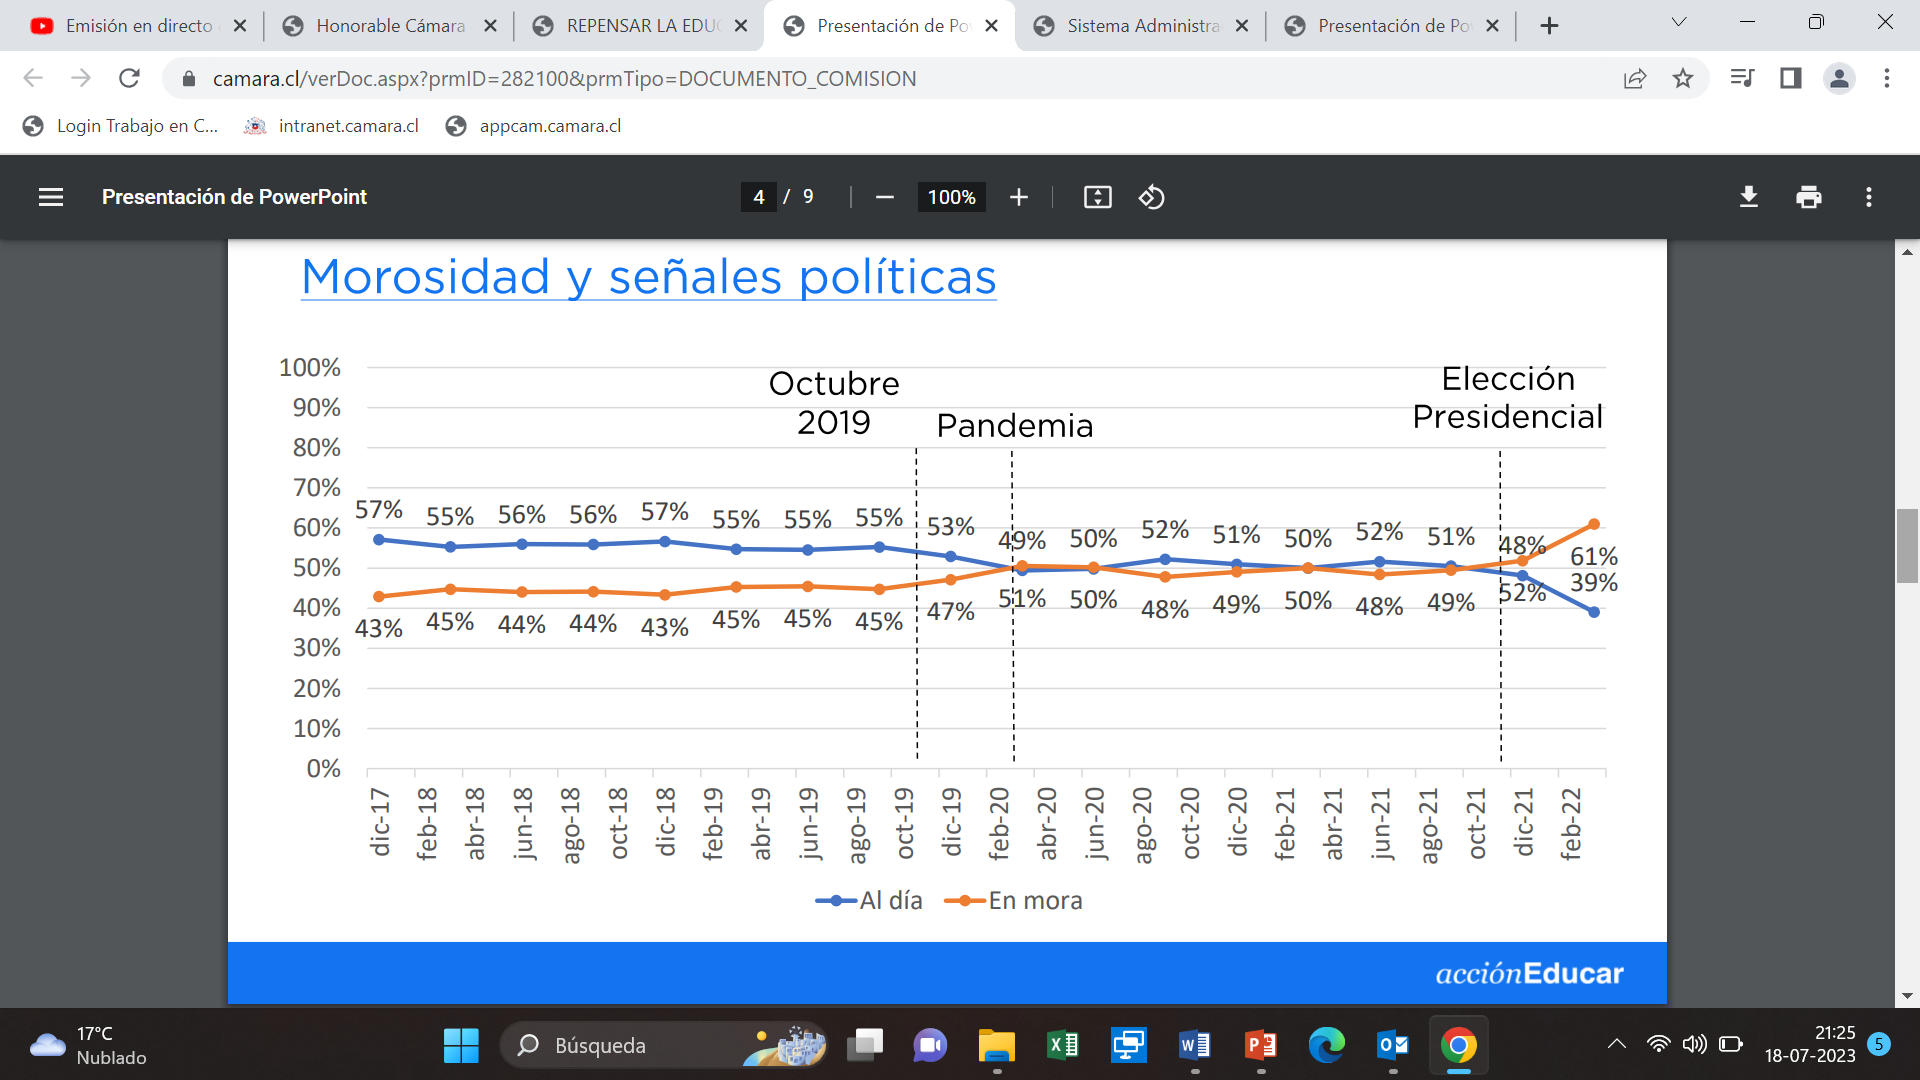 Emisión en directo
Honorable Cámara
REPENSAR LA EDUC
Presentación de Po
Sistema Administra
Presentación de Po
camara.cl/verDoc.aspx?prmID=282100&prmTipo=DOCUMENTO_COMISION
Login Trabajo en C...
intranet.camara.cl
appcam.camara.cl
Presentación de PowerPoint
4 / 9
100%
Morosidad y señales políticas
100%
90%
80%
70%
60%
50%
40%
30%
20%
10%
0%
Octubre
2019
Pandemia
Elección
Presidencial
57% 55% 56% 56% 57% 55% 55% 55% 53% 49% 50% 52% 51% 50% 52% 51% 48% 61%
43% 45% 44% 44% 43% 45% 45% 45% 47% 51% 50% 48% 49% 50% 48% 49% 52% 39%
dic-17 feb-18 abr-18 jun-18 ago-18 oct-18 dic-18 feb-19 abr-19 jun-19 ago-19 oct-19 dic-19 feb-20 abr-20 jun-20 ago-20 oct-20 dic-20 feb-21 abr-21 jun-21 ago-21 oct-21 dic-21 feb-22
Al día En mora
acciónEducar
17°C
Nublado
Búsqueda
21:25
18-07-2023
5